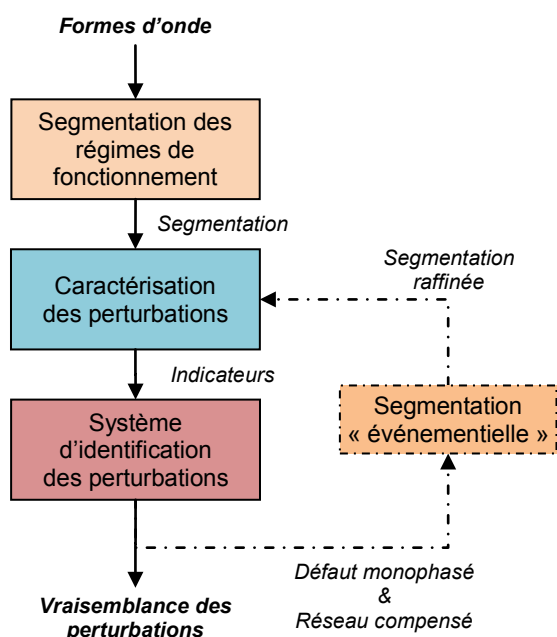 Formes d’onde
Segmentation des
régimes de
fonctionnement
Segmentation
Caractérisation
des perturbations
Segmentation
raffinée
Indicateurs
Système
d’identification
des perturbations
Segmentation
« événementielle »
Défaut monophasé
&
Réseau compensé
Vraisemblance des
perturbations